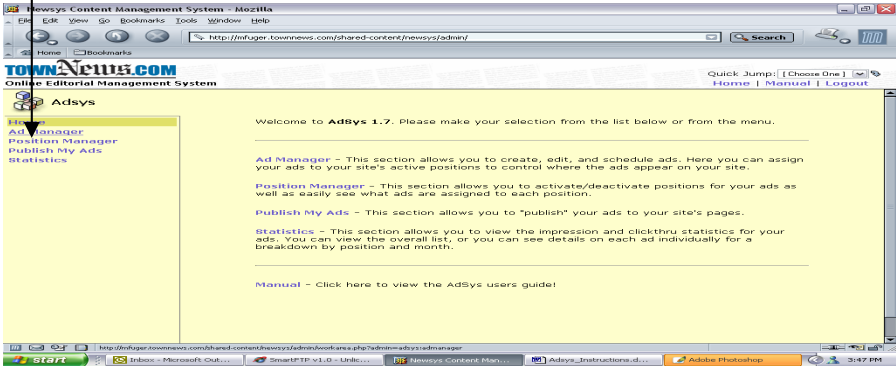 Newsys Content Management System - Mozilla
File Edit View Go Bookmarks Tools Window Help
http://mfuger.townnews.com/shared-content/newsys/admin/
Search
Home Bookmarks
TOWNNews.COM
Online Editorial Management System
Quick Jump: [Choose One]
Home | Manual | Logout
Adsys
Home
Ad Manager
Position Manager
Publish My Ads
Statistics
Welcome to AdSys 1.7. Please make your selection from the list below or from the menu.
Ad Manager - This section allows you to create, edit, and schedule ads. Here you can assign
your ads to your site's active positions to control where the ads appear on your site.
Position Manager - This section allows you to activate/deactivate positions for your ads as
well as easily see what ads are assigned to each position.
Publish My Ads - This section allows you to "publish" your ads to your site's pages.
Statistics - This section allows you to view the impression and clickthru statistics for your
ads. You can view the overall list, or you can see details on each ad individually for a
breakdown by position and month.
Manual - Click here to view the AdSys users guide!
http://mfuger.townnews.com/shared-content/newsys/admin/workarea.php?admin=adsys:admanager
start
Inbox - Microsoft Out...
SmartFTP v1.0 - Unlic...
Newsys Content Man...
Adsys_Instructions.d...
Adobe Photoshop
3:47 PM